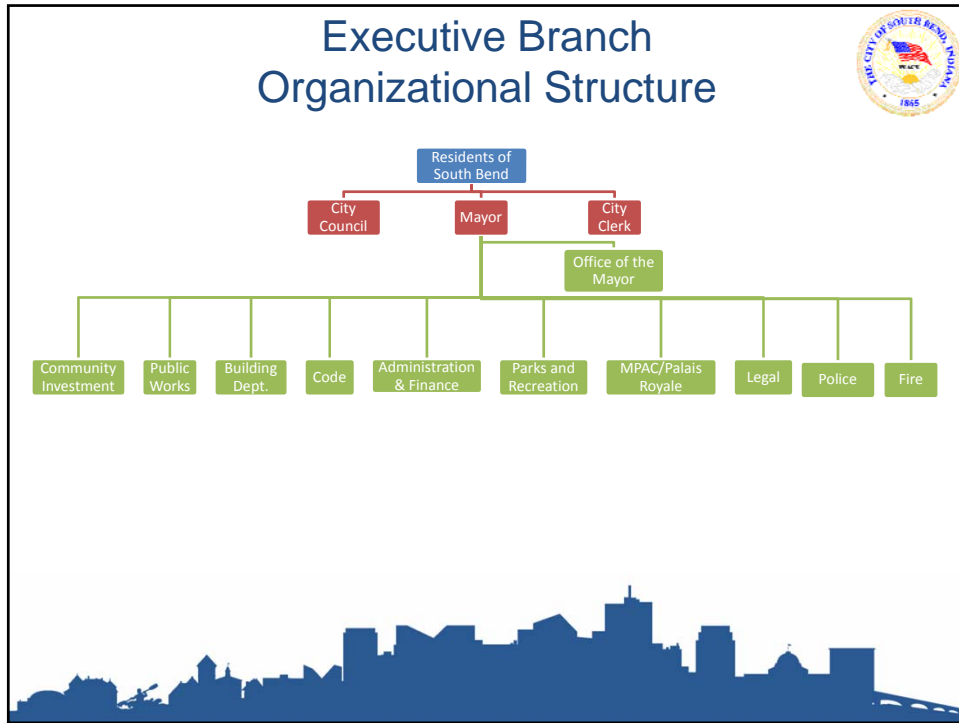 Executive Branch
Organizational Structure
THE CITY OF SOUTH BEND, INDIANA
PEACE
1865
Residents of
South Bend
City
Council
Mayor
City
Clerk
Office of the
Mayor
Community
Investment
Public
Works
Building
Dept.
Code
Administration
& Finance
Parks and
Recreation
MPAC/Palais
Royale
Legal
Police
Fire